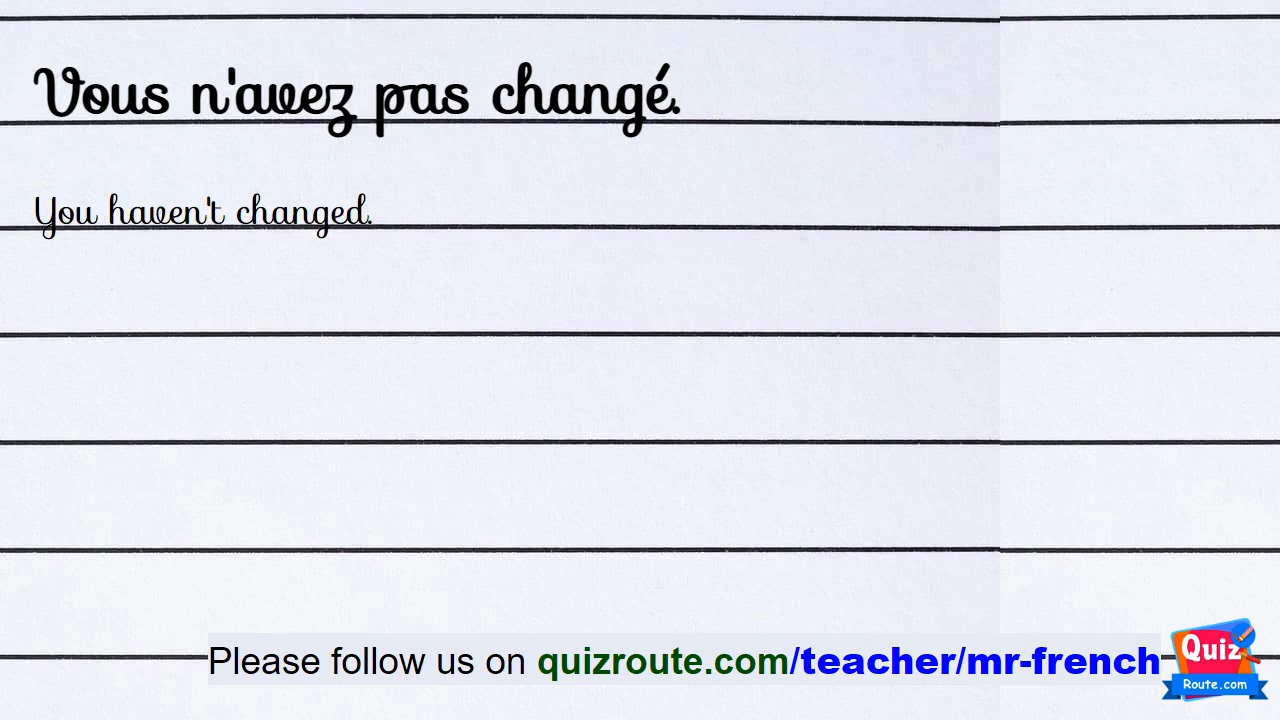 Vous n'avez pas changé.
You haven't changed.
Please follow us on quizroute.com/teacher/mr-french
Quiz
Route.com